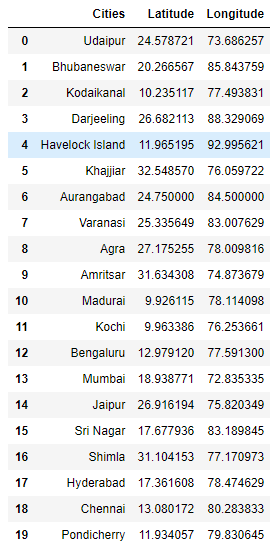 Cities Latitude Longitude
0 Udaipur 24.578721 73.686257
1 Bhubaneswar 20.266567 85.843759
2 Kodaikanal 10.235117 77.493831
3 Darjeeling 26.682113 88.329069
4 Havelock Island 11.965195 92.995621
5 Khajjiar 32.548570 76.059722
6 Aurangabad 24.750000 84.500000
7 Varanasi 25.335649 83.007629
8 Agra 27.175255 78.009816
9 Amritsar 31.634308 74.873679
10 Madurai 9.926115 78.114098
11 Kochi 9.963386 76.253661
12 Bengaluru 12.979120 77.591300
13 Mumbai 18.938771 72.835335
14 Jaipur 26.916194 75.820349
15 Sri Nagar 17.677936 83.189845
16 Shimla 31.104153 77.170973
17 Hyderabad 17.361608 78.474629
18 Chennai 13.080172 80.283833
19 Pondicherry 11.934057 79.830645